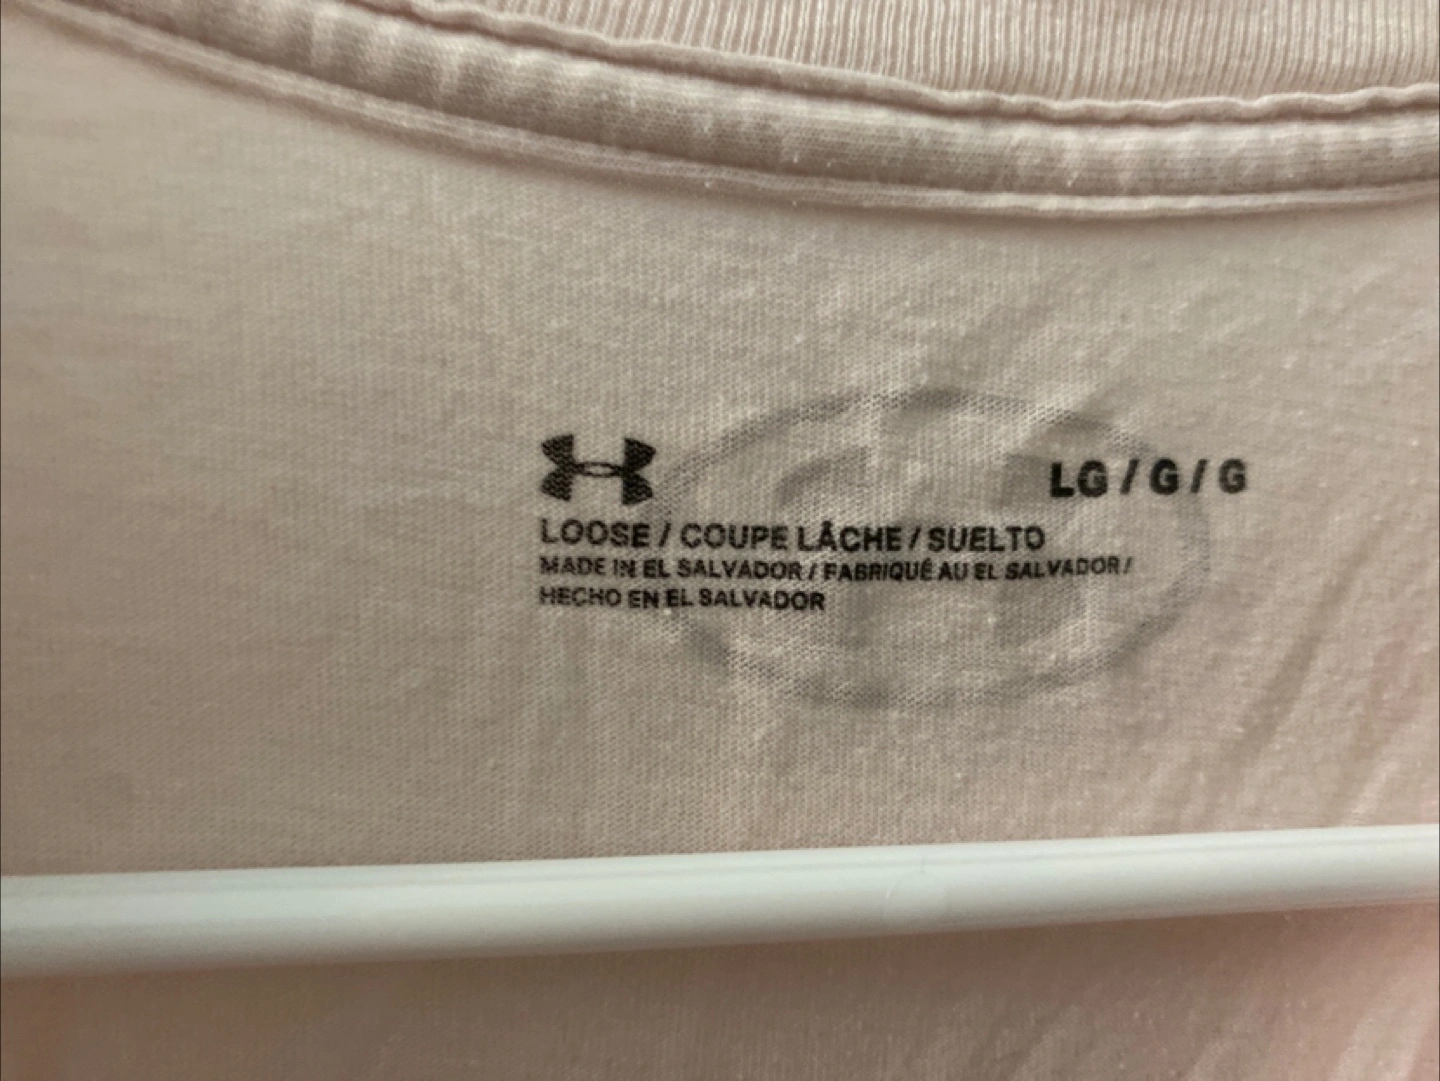 LG / G / G
LOOSE / COUPE LÂCHE / SUELTO
MADE IN EL SALVADOR / FABRIQUÉ AU EL SALVADOR /
HECHO EN EL SALVADOR